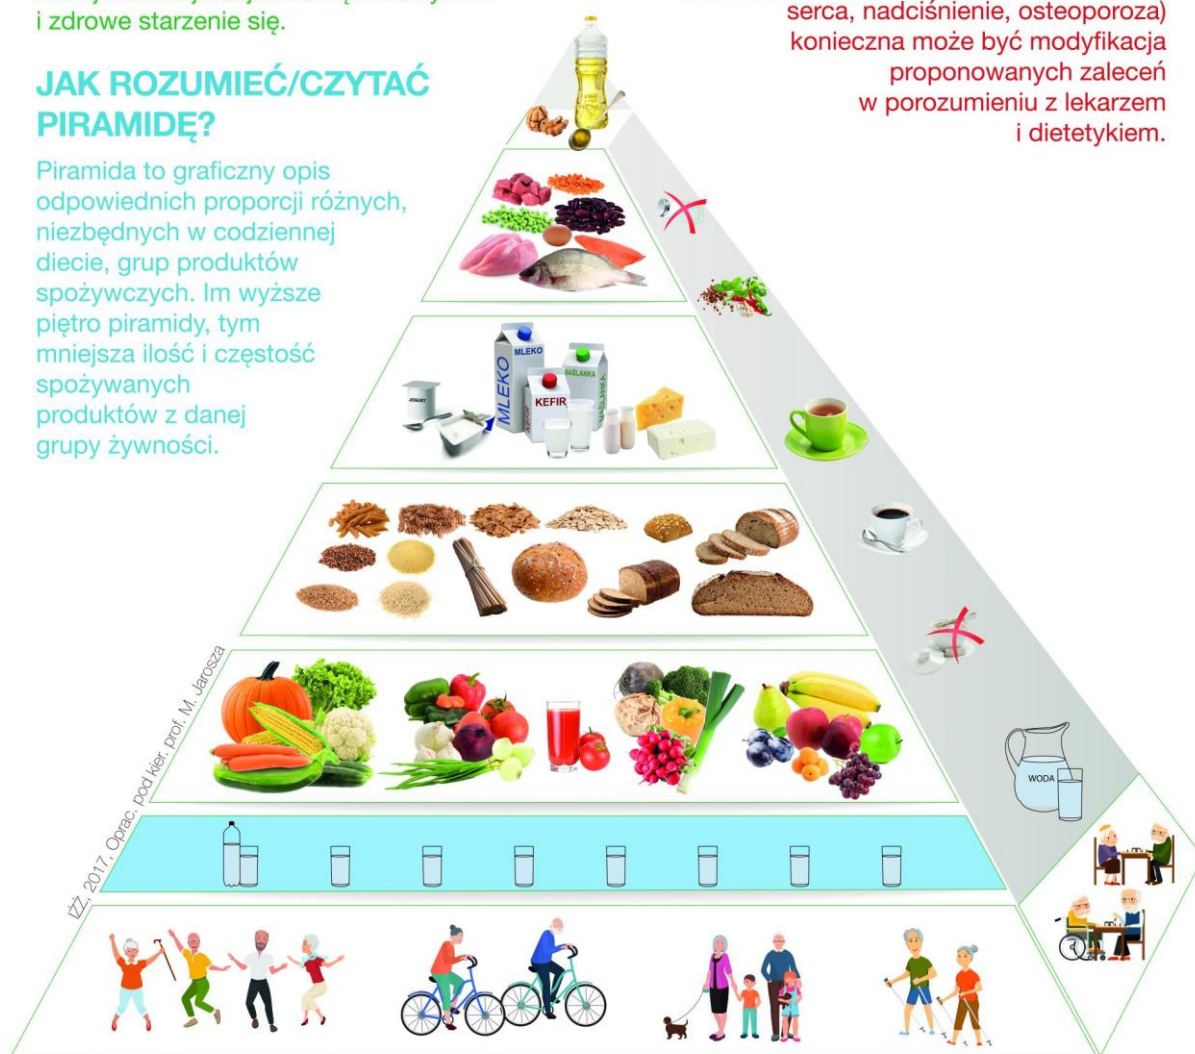 i zdrowe starzenie się.
serca, nadciśnienie, osteoporoza)
konieczna może być modyfikacja
proponowanych zaleceń
w porozumieniu z lekarzem
i dietetykiem.
JAK ROZUMIEĆ/CZYTAĆ
PIRAMIDĘ?
Piramida to graficzny opis
odpowiednich proporcji różnych,
niezbędnych w codziennej
diecie, grup produktów
spożywczych. Im wyższe
piętro piramidy, tym
mniejsza ilość i częstość
spożywanych
produktów z danej
grupy żywności.
MLEKO
MLEKO
MAŚLANKA
MAŚLANKA
KEFIR
KEFIR
JOGURT
WODA
IŻŻ, 2017, Oprac. pod kier. prof. M. Jarosza